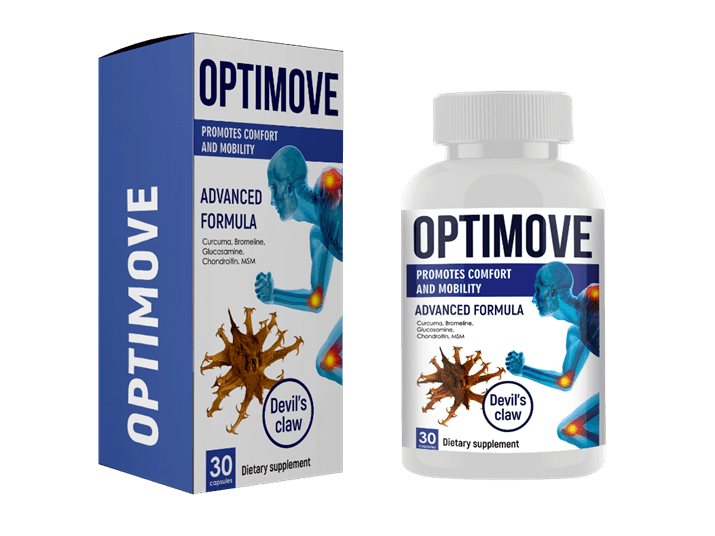 OPTIMOVE
OPTIMOVE
PROMOTES COMFORT
AND MOBILITY
ADVANCED
FORMULA
Curcuma, Bromeline,
Glucosamine,
Chondroitin, MSM
Devil's
claw
30
capsules
Dietary supplement
OPTIMOVE
PROMOTES COMFORT
AND MOBILITY
ADVANCED FORMULA
Curcuma, Bromeline,
Glucosamine,
Chondroitin, MSM
Devil's
claw
30
capsules
Dietary supplement